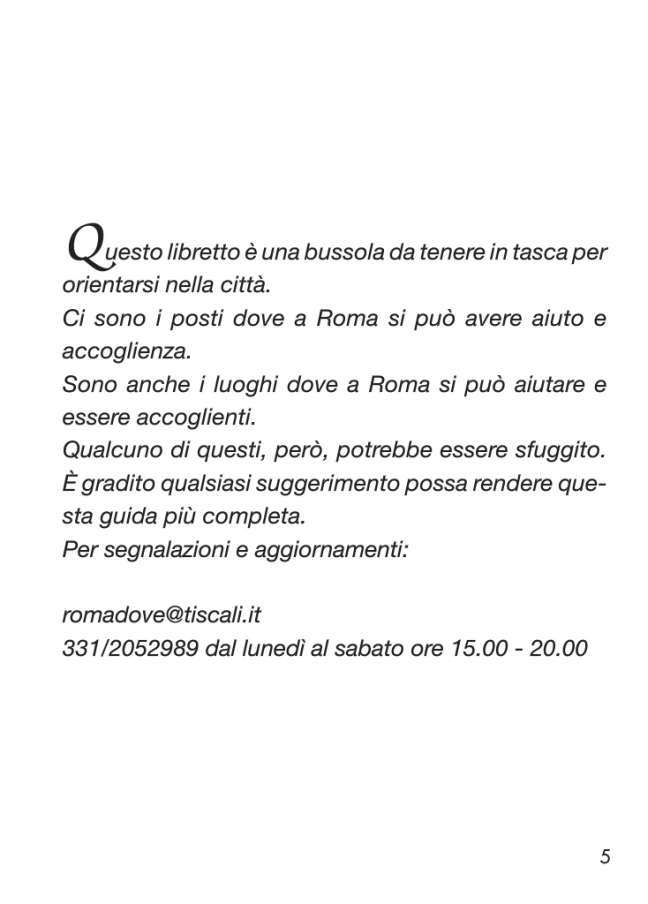 Questo libretto è una bussola da tenere in tasca per
orientarsi nella città.
Ci sono i posti dove a Roma si può avere aiuto e
accoglienza.
Sono anche i luoghi dove a Roma si può aiutare e
essere accoglienti.
Qualcuno di questi, però, potrebbe essere sfuggito.
È gradito qualsiasi suggerimento possa rendere que-
sta guida più completa.
Per segnalazioni e aggiornamenti:
romadove@tiscali.it
331/2052989 dal lunedì al sabato ore 15.00 - 20.00
5